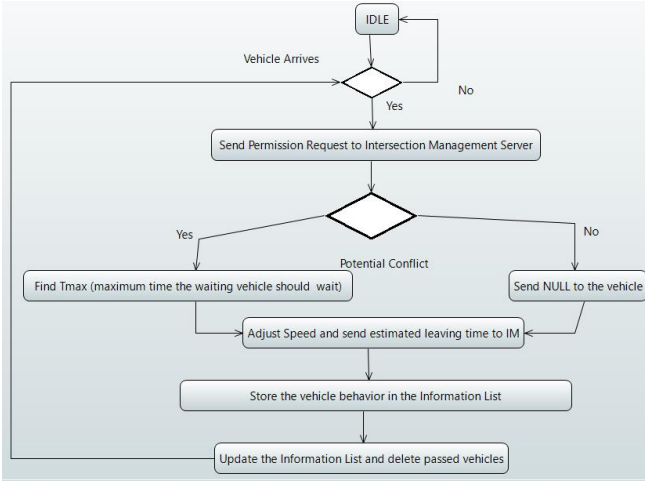 IDLE
Vehicle Arrives
No
Yes
Send Permission Request to Intersection Management Server
Yes
No
Potential Conflict
Find Tmax (maximum time the waiting vehicle should wait)
Send NULL to the vehicle
Adjust Speed and send estimated leaving time to IM
Store the vehicle behavior in the Information List
Update the Information List and delete passed vehicles